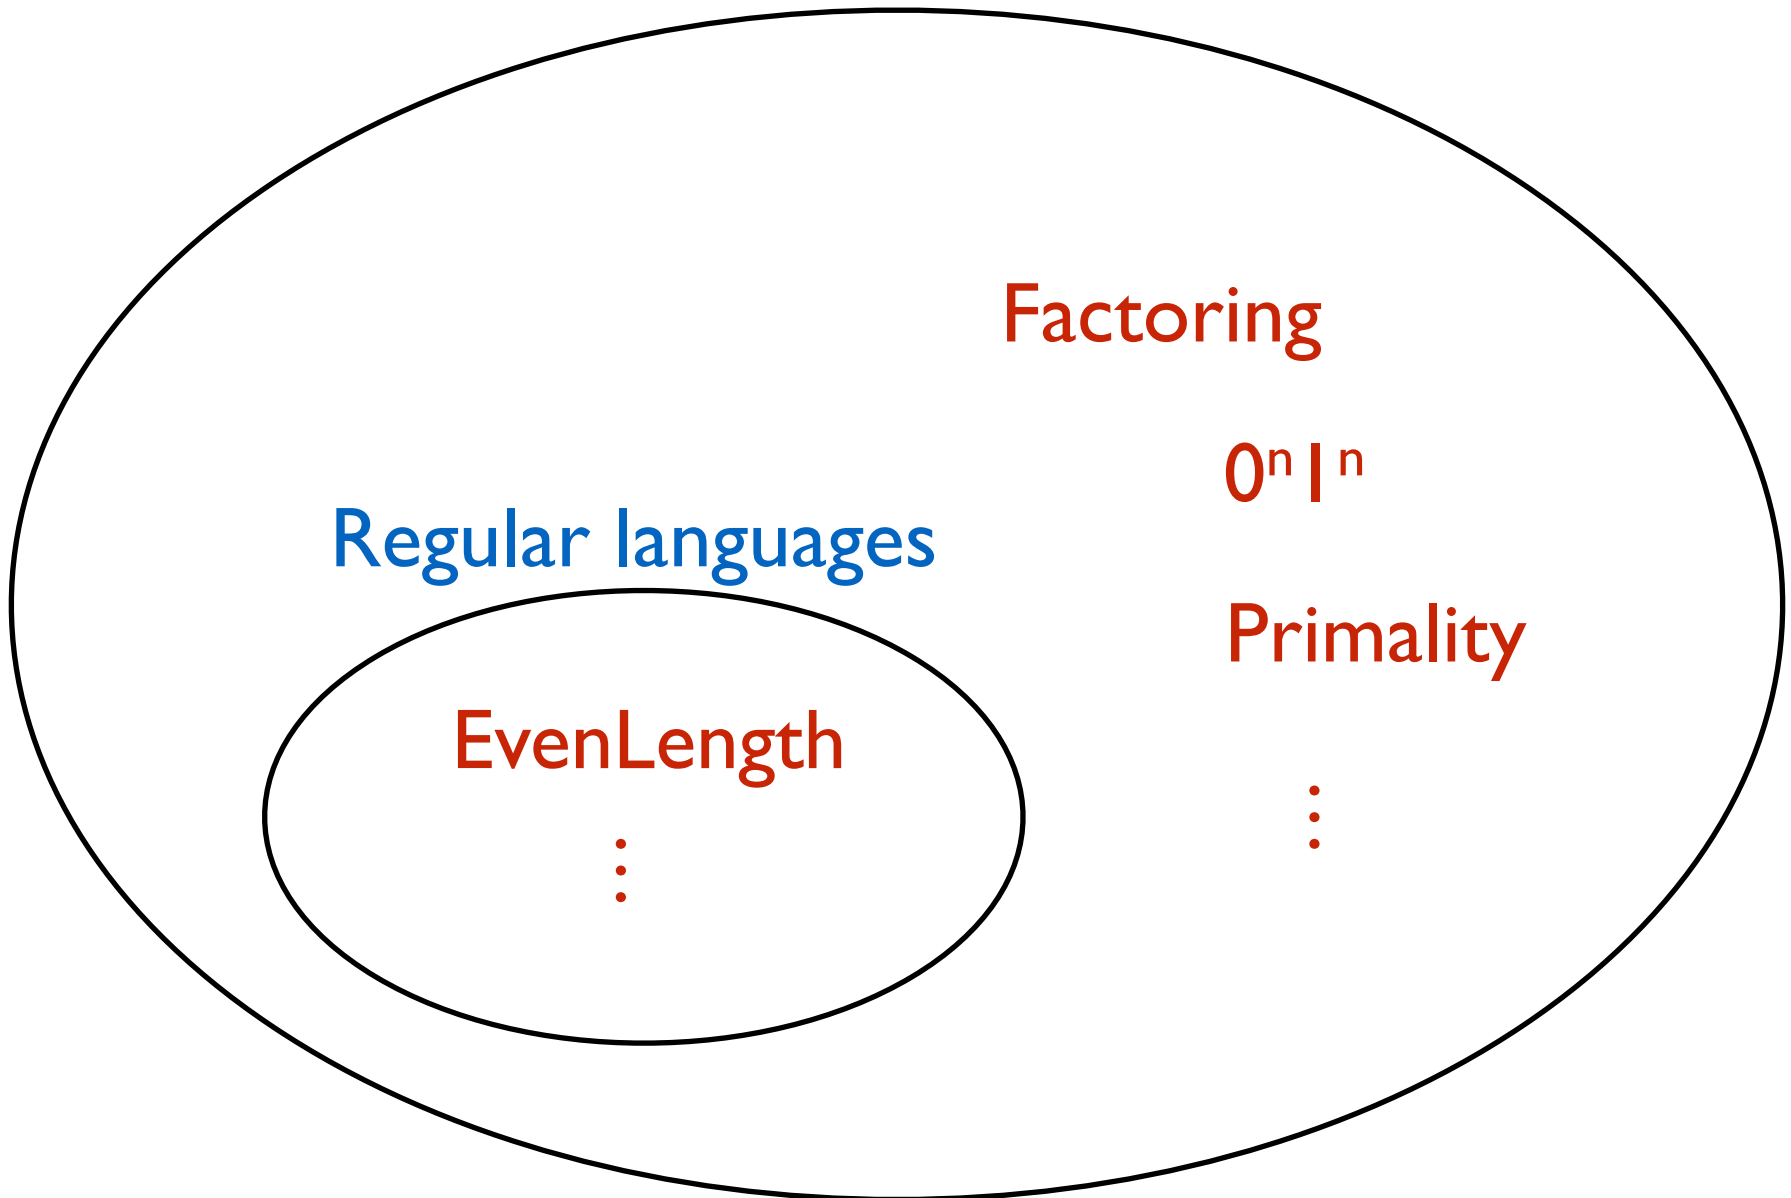 Factoring
0ⁿ1ⁿ
Regular languages
Primality
EvenLength
⋮
⋮